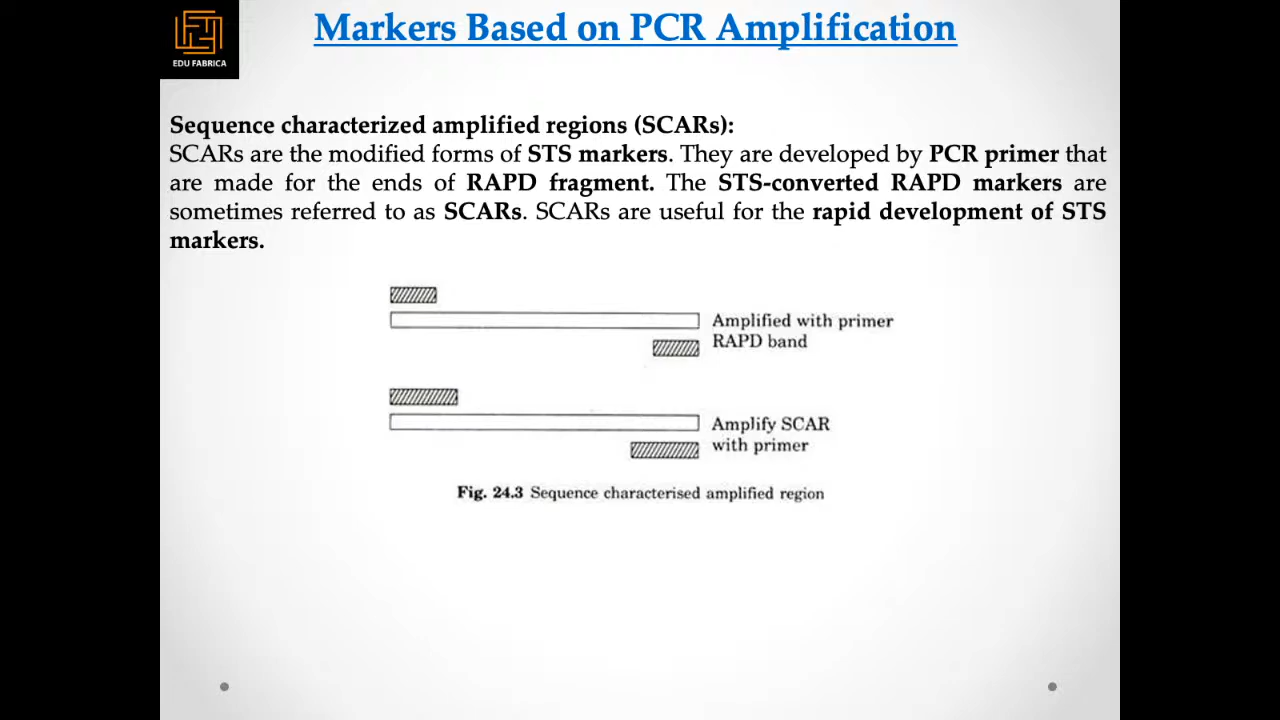 EDU FABRICA
Markers Based on PCR Amplification
Sequence characterized amplified regions (SCARs):
SCARs are the modified forms of STS markers. They are developed by PCR primer that
are made for the ends of RAPD fragment. The STS-converted RAPD markers are
sometimes referred to as SCARs. SCARs are useful for the rapid development of STS
markers.
Amplified with primer
RAPD band
Amplify SCAR
with primer
Fig. 24.3 Sequence characterised amplified region